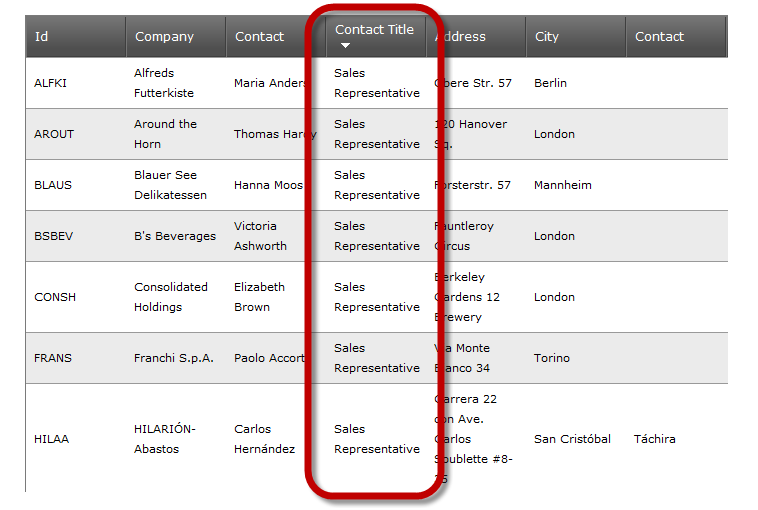 Id Company Contact Contact Title Address City Contact
ALFKI Alfreds Futterkiste Maria Anders Sales Representative Obere Str. 57 Berlin
AROUT Around the Horn Thomas Hardy Sales Representative 120 Hanover Sq. London
BLAUS Blauer See Delikatessen Hanna Moos Sales Representative Forsterstr. 57 Mannheim
BSBEV B's Beverages Victoria Ashworth Sales Representative Fauntleroy Circus London
CONSH Consolidated Holdings Elizabeth Brown Sales Representative Berkeley Gardens 12 Brewery London
FRANS Franchi S.p.A. Paolo Accorti Sales Representative Via Monte Bianco 34 Torino
HILAA HILARIÓN-Abastos Carlos Hernández Sales Representative Carrera 22 con Ave. Carlos Soublette #8-35 San Cristóbal Táchira